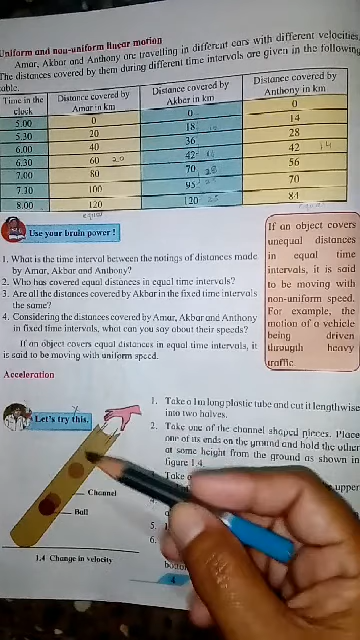 Uniform and non-uniform linear motion
Amar, Akbar and Anthony are travelling in different cars with different velocities.
The distances covered by them during different time intervals are given in the following
table.
Time in the clock | Distance covered by Amar in km | Distance covered by Akber in km | Distance covered by Anthony in km
5.00 | 0 | 0 | 0
5.30 | 20 | 18 | 14
6.00 | 40 | 36 | 28
6.30 | 60 20 | 42 | 42 14
7.00 | 80 | 70 | 56
7.30 | 100 | 95 | 70
8.00 | 120 | 120 | 84
equal
Use your brain power !
1. What is the time interval between the notings of distances made
by Amar, Akbar and Anthony?
2. Who has covered equal distances in equal time intervals?
3. Are all the distances covered by Akbar in the fixed time intervals
the same?
4. Considering the distances covered by Amar, Akbar and Anthony
in fixed time intervals, what can you say about their speeds?
If an object covers equal distances in equal time intervals, it
is said to be moving with uniform speed.
If an object covers
unequal distances
in equal time
intervals, it is said
to be moving with
non-uniform speed.
For example, the
motion of a vehicle
being driven
through heavy
traffic.
Acceleration
Let's try this.
Channel
Ball
1.4 Change in velocity
1. Take a 1m long plastic tube and cut it lengthwise
into two halves.
2. Take one of the channel shaped pieces. Place
one of its ends on the ground and hold the other
at some height from the ground as shown in
figure 1.4.
3. Take
upper
5.
6.
4